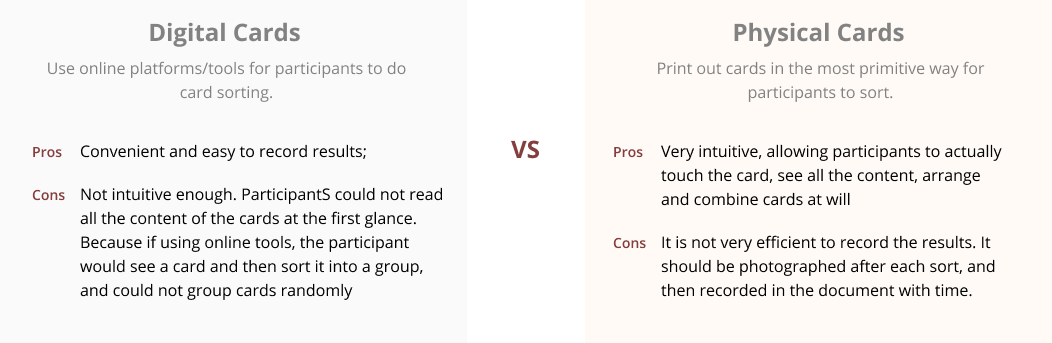 Digital Cards
Use online platforms/tools for participants to do
card sorting.
Pros Convenient and easy to record results;
Cons Not intuitive enough. ParticipantS could not read
all the content of the cards at the first glance.
Because if using online tools, the participant
would see a card and then sort it into a group,
and could not group cards randomly
VS
Physical Cards
Print out cards in the most primitive way for
participants to sort.
Pros Very intuitive, allowing participants to actually
touch the card, see all the content, arrange
and combine cards at will
Cons It is not very efficient to record the results. It
should be photographed after each sort, and
then recorded in the document with time.